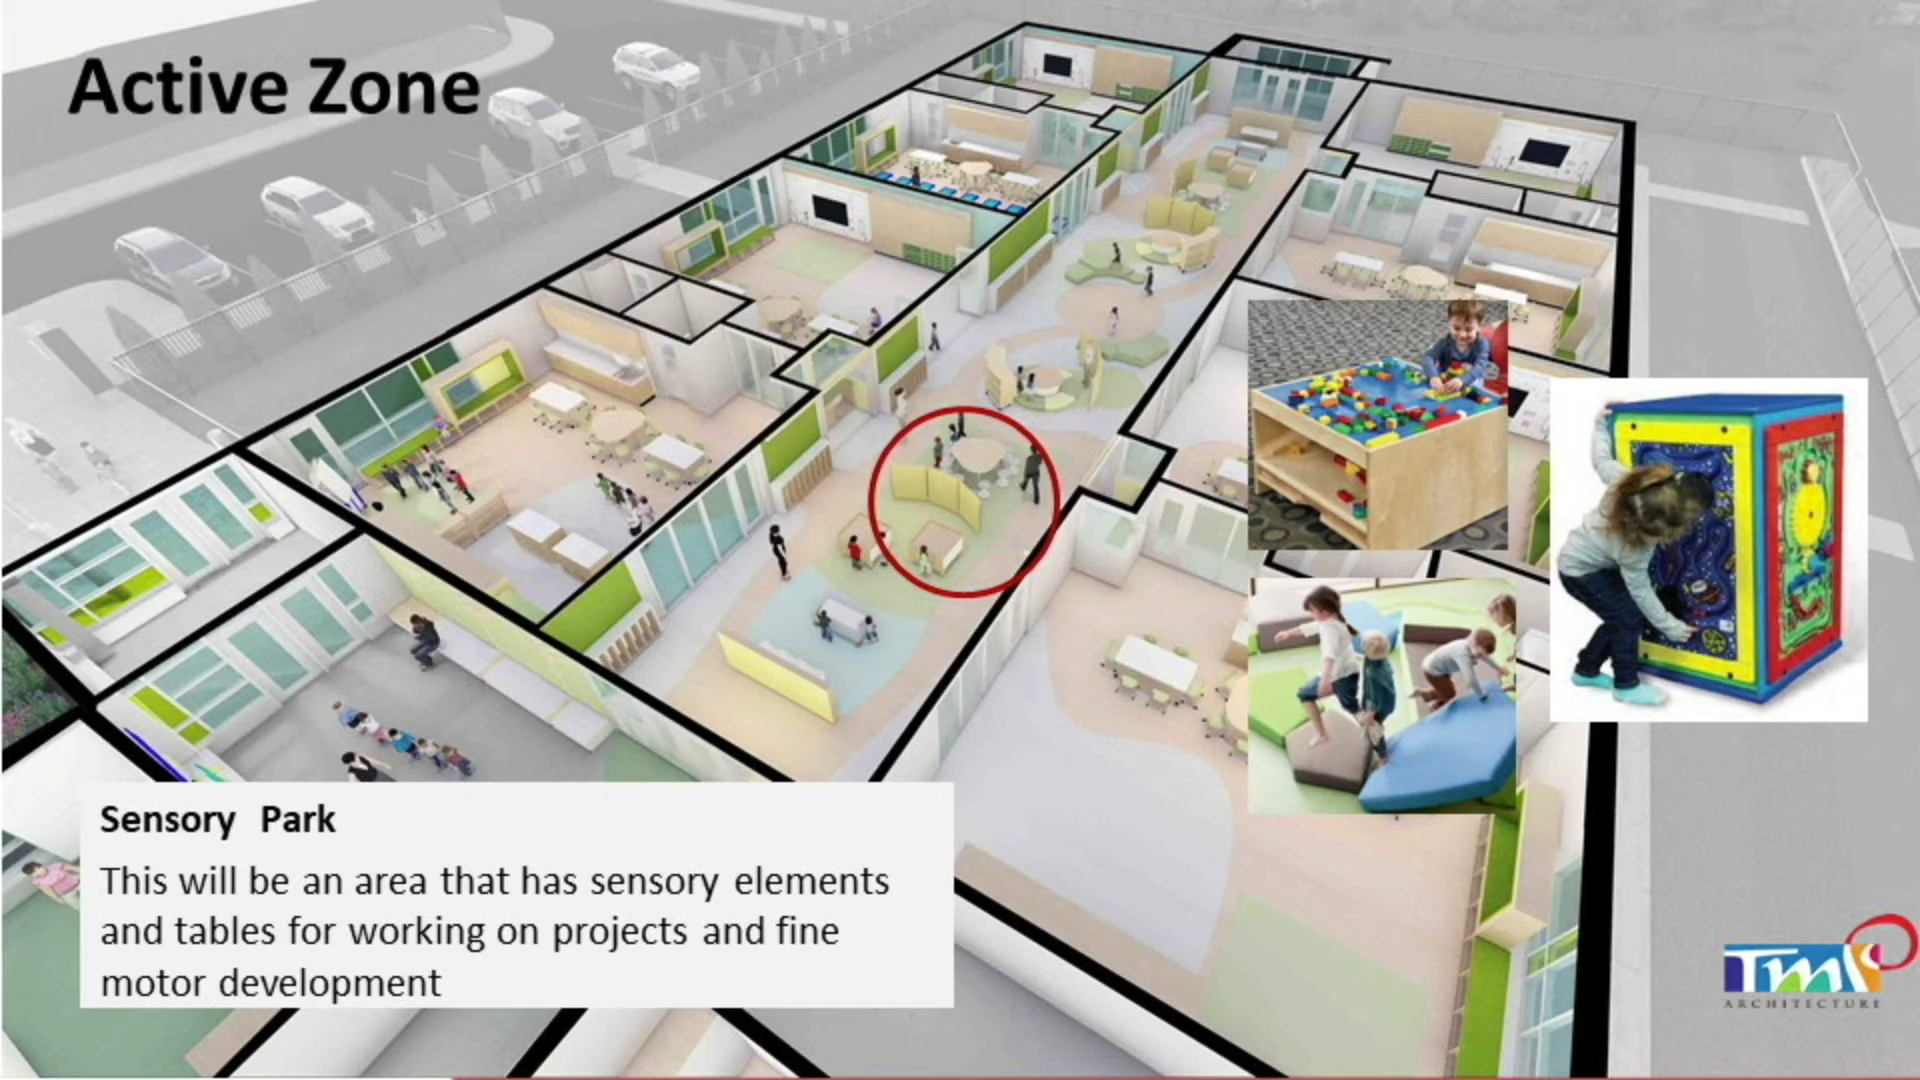 Active Zone
Sensory Park
This will be an area that has sensory elements
and tables for working on projects and fine
motor development
TMP
ARCHITECTURE